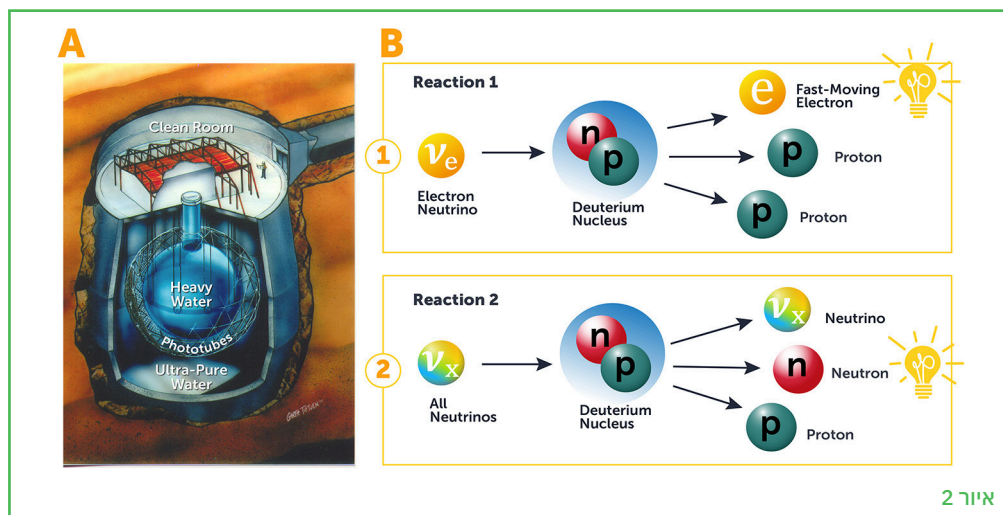 A
Clean Room
Heavy
Water
Phototubes
Ultra-Pure
Water
B
Reaction 1
1
νe
Electron
Neutrino
n
p
Deuterium
Nucleus
e
Fast-Moving
Electron
p
Proton
p
Proton
Reaction 2
2
νx
All
Neutrinos
n
p
Deuterium
Nucleus
νx
Neutrino
n
Neutron
p
Proton
איור 2